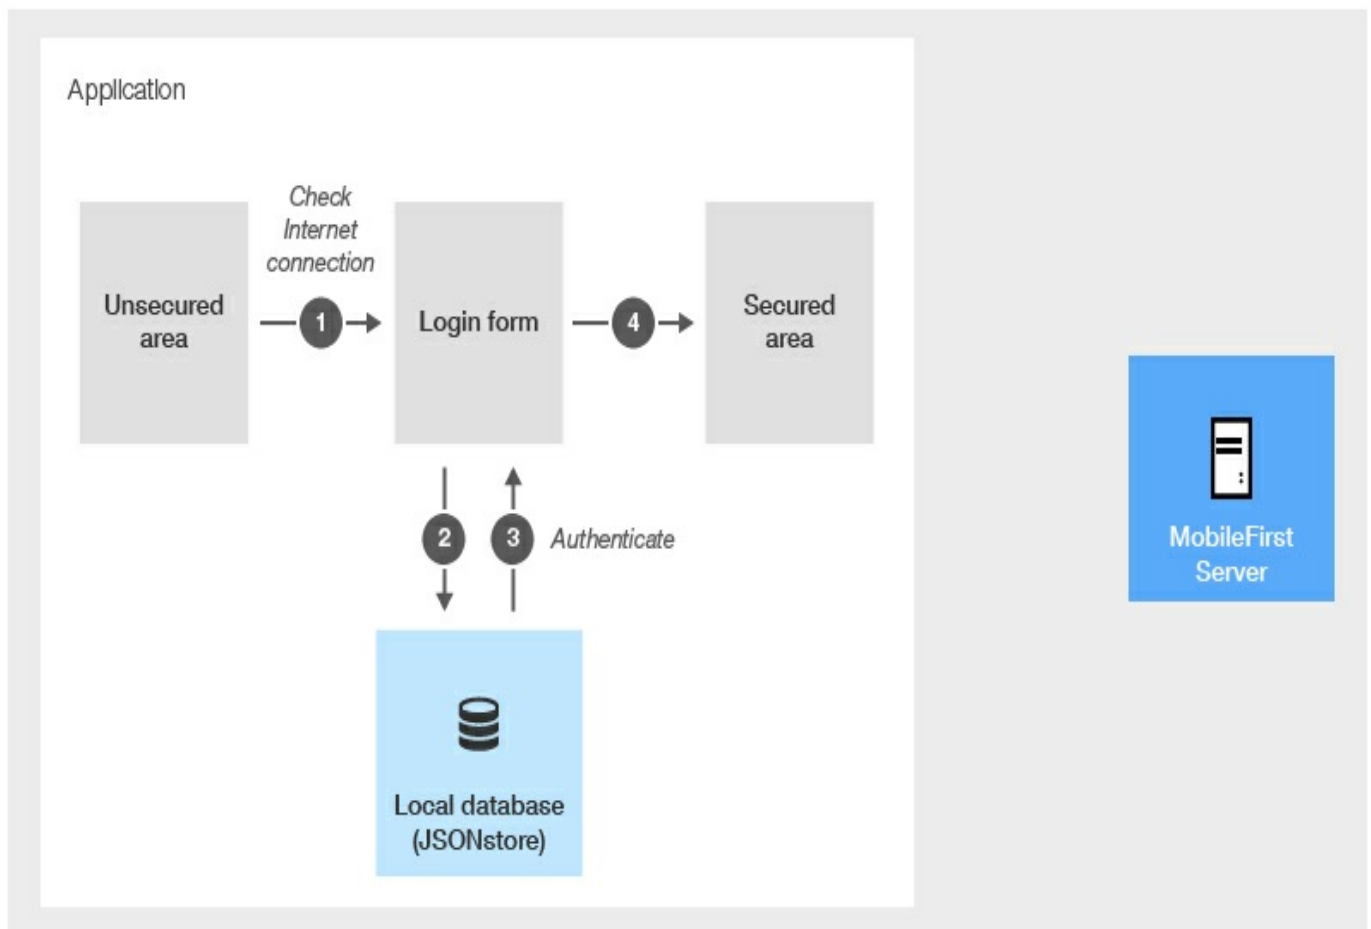 Application
Check
Internet
connection
Unsecured
area
1
Login form
4
Secured
area
2
3
Authenticate
MobileFirst
Server
Local database
(JSONstore)